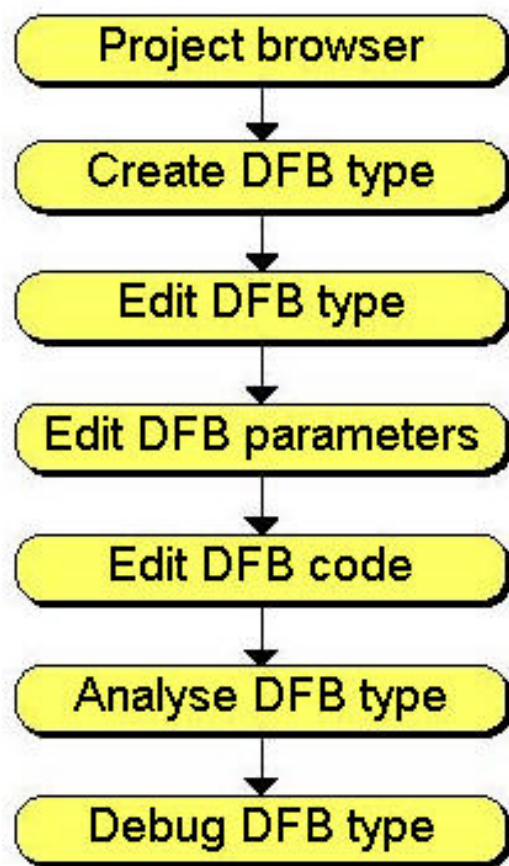 Project browser
Create DFB type
Edit DFB type
Edit DFB parameters
Edit DFB code
Analyse DFB type
Debug DFB type